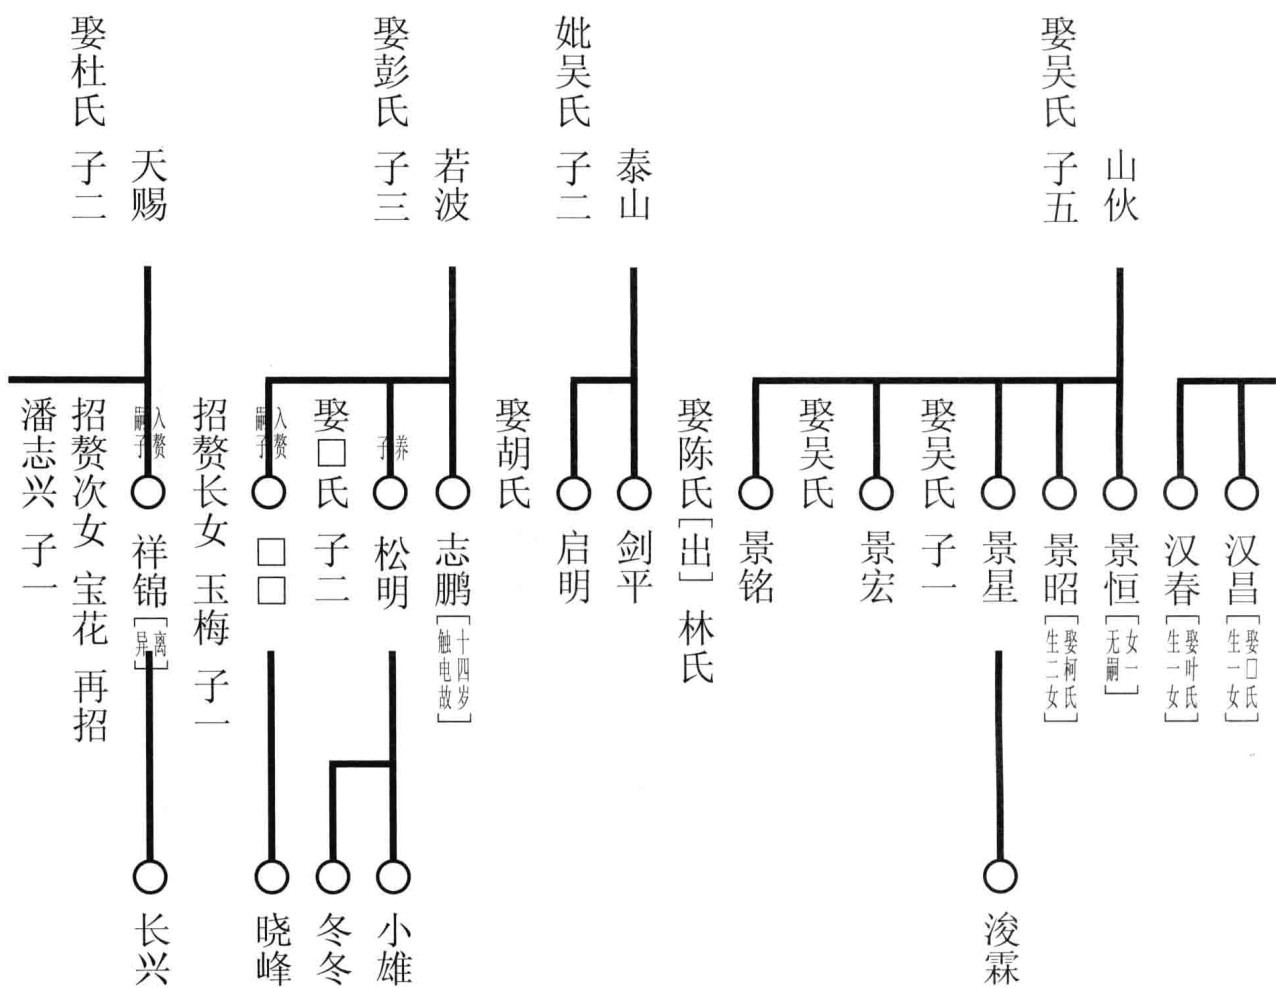 山伙
娶吴氏 子五
泰山
妣吴氏 子二
若波
娶彭氏 子三
天赐
娶杜氏 子二
汉昌[娶□氏生一女]
汉春[娶叶氏生一女]
景恒[女一无嗣]
景昭[娶柯氏生二女]
景星
娶吴氏 子一
景宏
娶吴氏
景铭
娶陈氏[出] 林氏
剑平
启明
娶胡氏
志鹏[十四岁触电故]
养子
松明
娶□氏 子二
入赘嗣子
□□
招赘长女 玉梅 子一
入赘嗣子
祥锦[离异]
招赘次女 宝花 再招
潘志兴 子一
浚霖
小雄
冬冬
晓峰
长兴